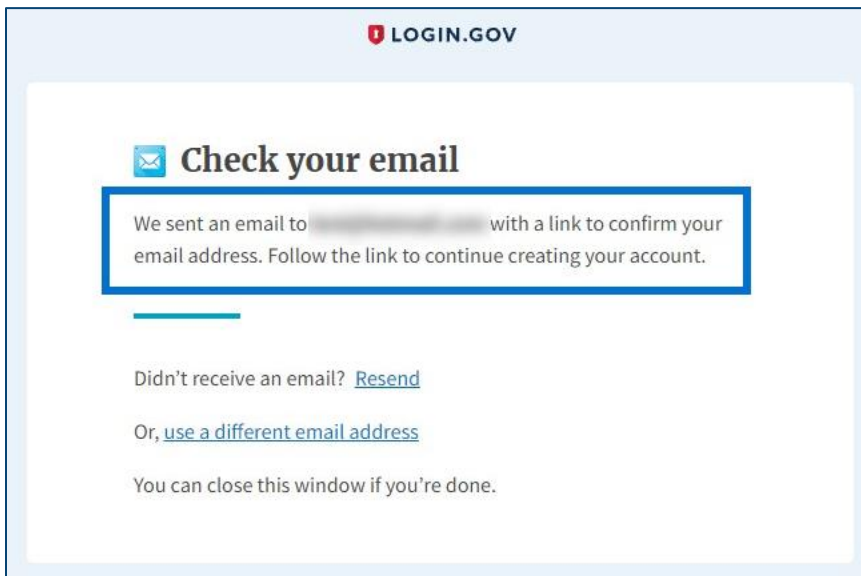 LOGIN.GOV
Check your email
We sent an email to with a link to confirm your
email address. Follow the link to continue creating your account.
Didn’t receive an email? Resend
Or, use a different email address
You can close this window if you’re done.